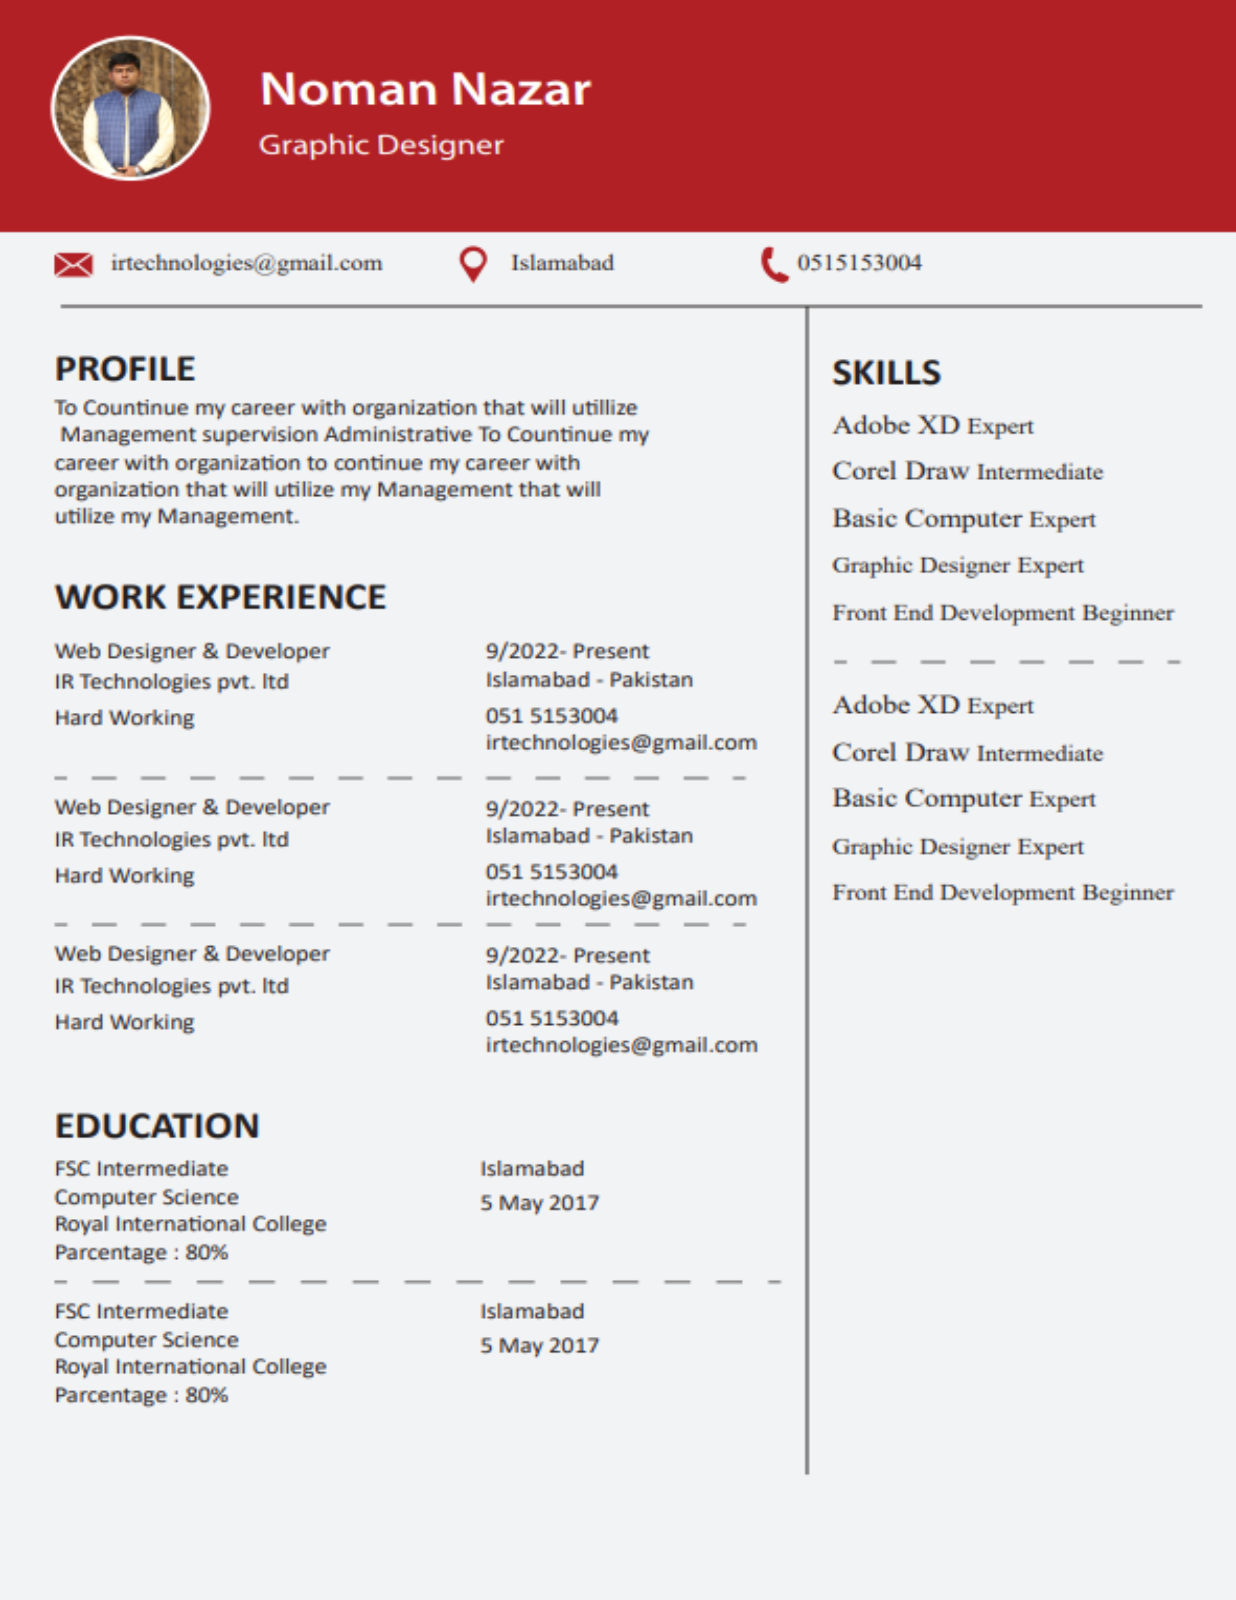 Noman Nazar
Graphic Designer
irtechnologies@gmail.com
Islamabad
0515153004
PROFILE
To Countinue my career with organization that will utillize
Management supervision Administrative To Countinue my
career with organization to continue my career with
organization that will utilize my Management that will
utilize my Management.
WORK EXPERIENCE
Web Designer & Developer
IR Technologies pvt. ltd
Hard Working
9/2022- Present
Islamabad - Pakistan
051 5153004
irtechnologies@gmail.com
Web Designer & Developer
IR Technologies pvt. ltd
Hard Working
9/2022- Present
Islamabad - Pakistan
051 5153004
irtechnologies@gmail.com
Web Designer & Developer
IR Technologies pvt. ltd
Hard Working
9/2022- Present
Islamabad - Pakistan
051 5153004
irtechnologies@gmail.com
EDUCATION
FSC Intermediate
Computer Science
Royal International College
Parcentage : 80%
Islamabad
5 May 2017
FSC Intermediate
Computer Science
Royal International College
Parcentage : 80%
Islamabad
5 May 2017
SKILLS
Adobe XD Expert
Corel Draw Intermediate
Basic Computer Expert
Graphic Designer Expert
Front End Development Beginner
Adobe XD Expert
Corel Draw Intermediate
Basic Computer Expert
Graphic Designer Expert
Front End Development Beginner